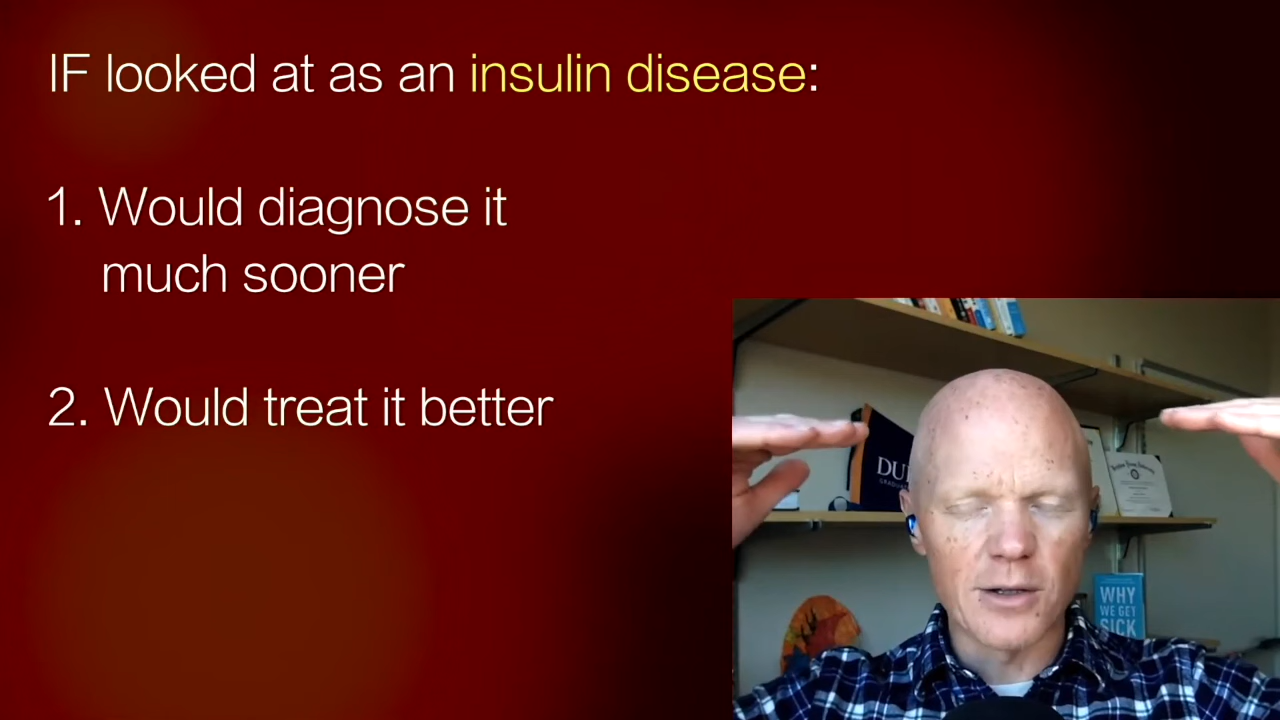 IF looked at as an insulin disease:
1. Would diagnose it
much sooner
2. Would treat it better
DU
WHY
WE GET
SICK